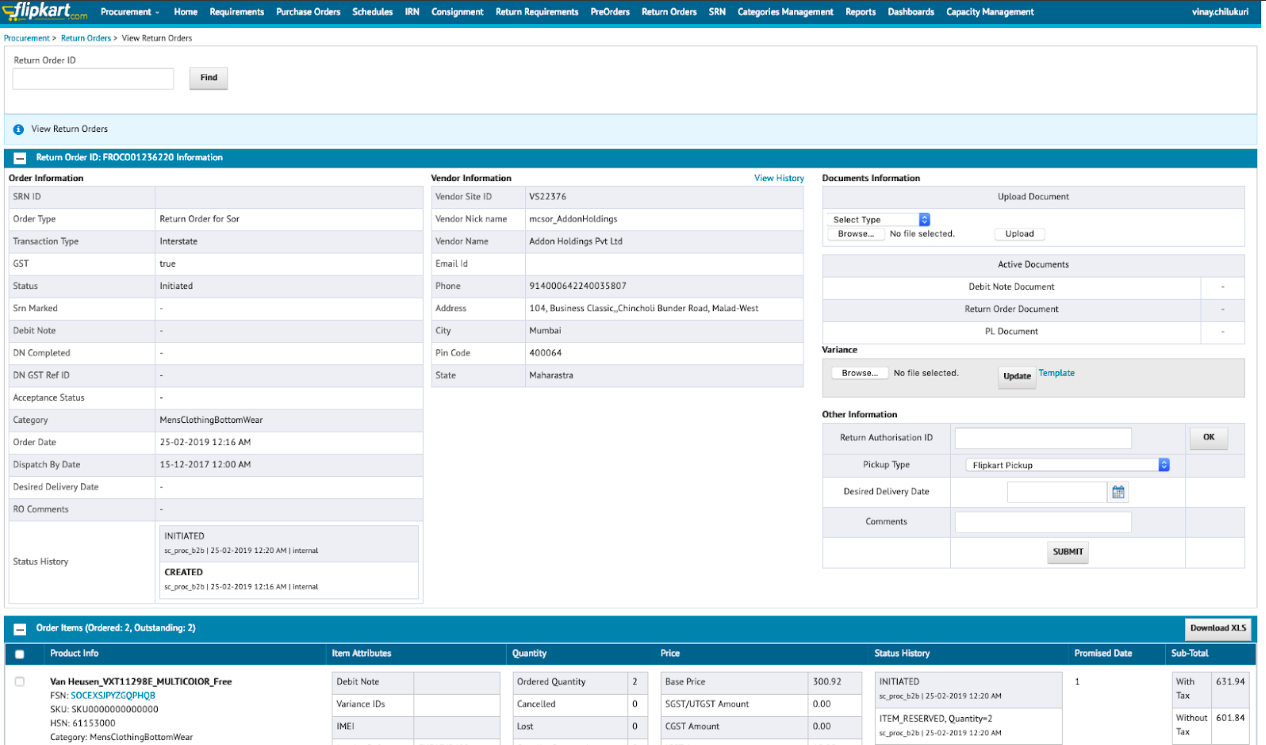 flipkart.com Procurement Home Requirements Purchase Orders Schedules IRN Consignment Return Requirements PreOrders Return Orders SRN Categories Management Reports Dashboards Capacity Management vinay.chilukuri
Procurement > Return Orders > View Return Orders
Return Order ID
Find
View Return Orders
Return Order ID: FROC001236220 Information
Order Information
SRN ID
Order Type Return Order for Sor
Transaction Type Interstate
GST true
Status Initiated
Srn Marked -
Debit Note -
DN Completed -
DN GST Ref ID -
Acceptance Status -
Category MensClothingBottomWear
Order Date 25-02-2019 12:16 AM
Dispatch By Date 15-12-2017 12:00 AM
Desired Delivery Date -
RO Comments -
Status History
INITIATED
sc_proc_b2b | 25-02-2019 12:20 AM | internal
CREATED
sc_proc_b2b | 25-02-2019 12:16 AM | internal
Vendor Information View History
Vendor Site ID VS22376
Vendor Nick name mcsor_AddonHoldings
Vendor Name Addon Holdings Pvt Ltd
Email Id
Phone 914000642240035807
Address 104, Business Classic,,Chincholi Bunder Road, Malad-West
City Mumbai
Pin Code 400064
State Maharastra
Documents Information
Upload Document
Select Type
Browse... No file selected. Upload
Active Documents
Debit Note Document -
Return Order Document -
PL Document -
Variance
Browse... No file selected. Update Template
Other Information
Return Authorisation ID OK
Pickup Type Flipkart Pickup
Desired Delivery Date
Comments
SUBMIT
Order Items (Ordered: 2, Outstanding: 2) Download XLS
Product Info Item Attributes Quantity Price Status History Promised Date Sub-Total
Van Heusen_VXT11298E_MULTICOLOR_Free
FSN: SOCEXSJPYZGQPHQB
SKU: SKU0000000000000
HSN: 61153000
Category: MensClothingBottomWear
Debit Note
Variance IDs
IMEI
Ordered Quantity 2
Cancelled 0
Lost 0
Base Price 300.92
SGST/UTGST Amount 0.00
CGST Amount 0.00
INITIATED
sc_proc_b2b | 25-02-2019 12:20 AM
ITEM_RESERVED, Quantity=2
sc_proc_b2b | 25-02-2019 12:20 AM
1
With Tax 631.94
Without Tax 601.84